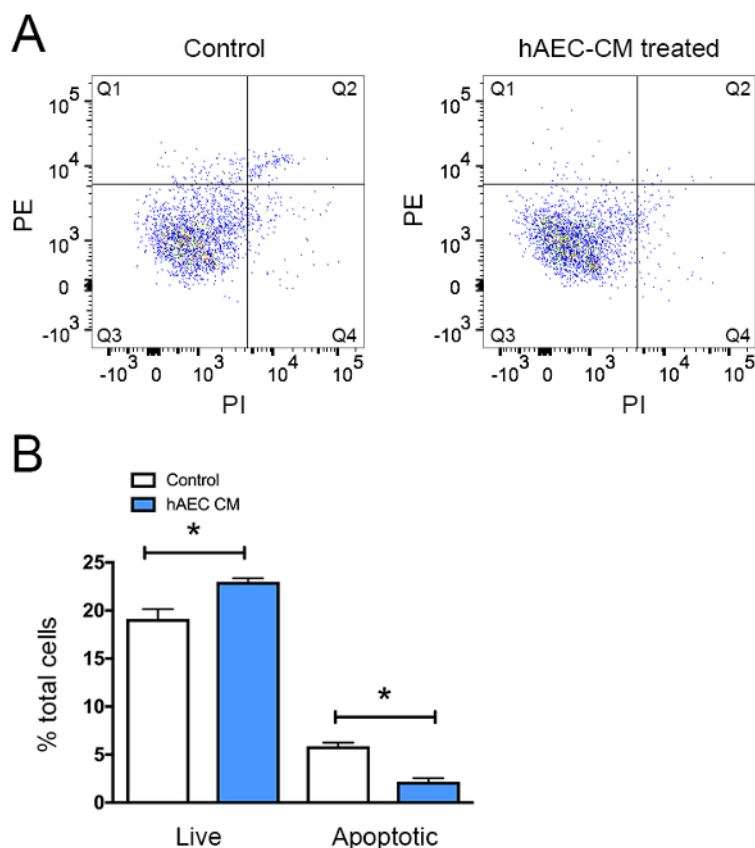 A
Control
hAEC-CM treated
Q1 Q2
10^5
10^4
PE
10^3
0
-10^3
Q3 Q4
-10^3 0 10^3 10^4 10^5
PI
Q1 Q2
10^5
10^4
PE
10^3
0
-10^3
Q3 Q4
-10^3 0 10^3 10^4 10^5
PI
B
Control
hAEC CM
* 
25
20
15
10
5
0
% total cells
*
Live Apoptotic